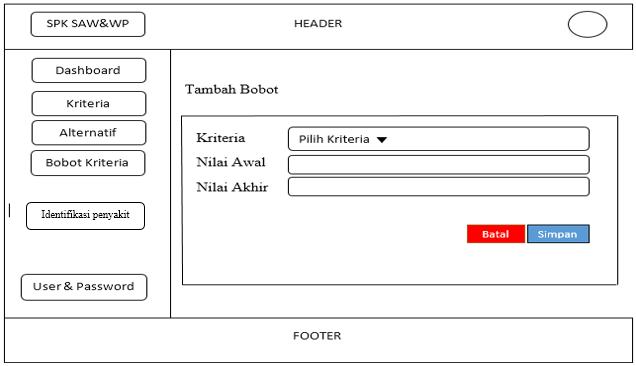 SPK SAW&WP
HEADER
Dashboard
Kriteria
Alternatif
Bobot Kriteria
Identifikasi penyakit
User & Password
Tambah Bobot
Kriteria
Pilih Kriteria
Nilai Awal
Nilai Akhir
Batal
Simpan
FOOTER